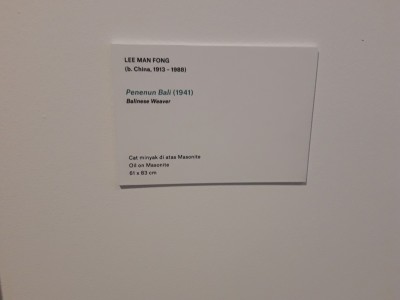 LEE MAN FONG
(b. China, 1913 – 1988)
Penenun Bali (1941)
Balinese Weaver
Cat minyak di atas Masonite
Oil on Masonite
81 x 83 cm